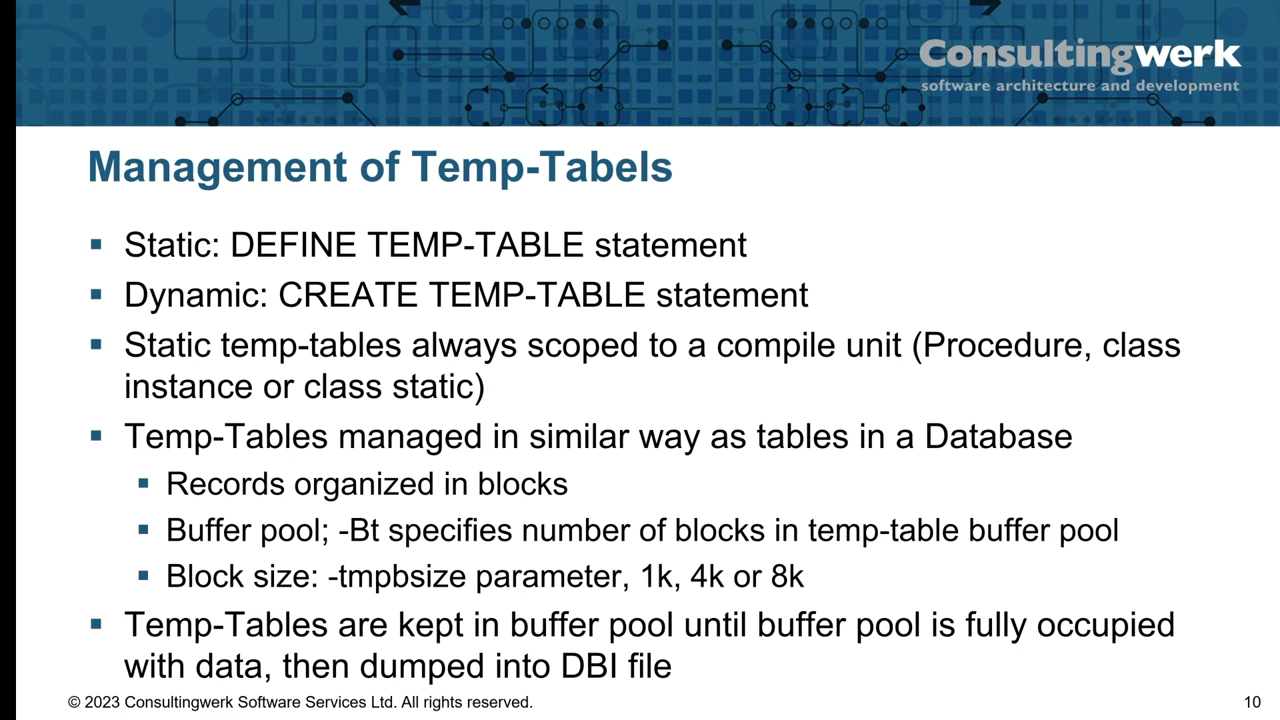 Consultingwerk
software architecture and development
Management of Temp-Tabels
▪ Static: DEFINE TEMP-TABLE statement
▪ Dynamic: CREATE TEMP-TABLE statement
▪ Static temp-tables always scoped to a compile unit (Procedure, class
instance or class static)
▪ Temp-Tables managed in similar way as tables in a Database
▪ Records organized in blocks
▪ Buffer pool; -Bt specifies number of blocks in temp-table buffer pool
▪ Block size: -tmpbsize parameter, 1k, 4k or 8k
▪ Temp-Tables are kept in buffer pool until buffer pool is fully occupied
with data, then dumped into DBI file
© 2023 Consultingwerk Software Services Ltd. All rights reserved.
10